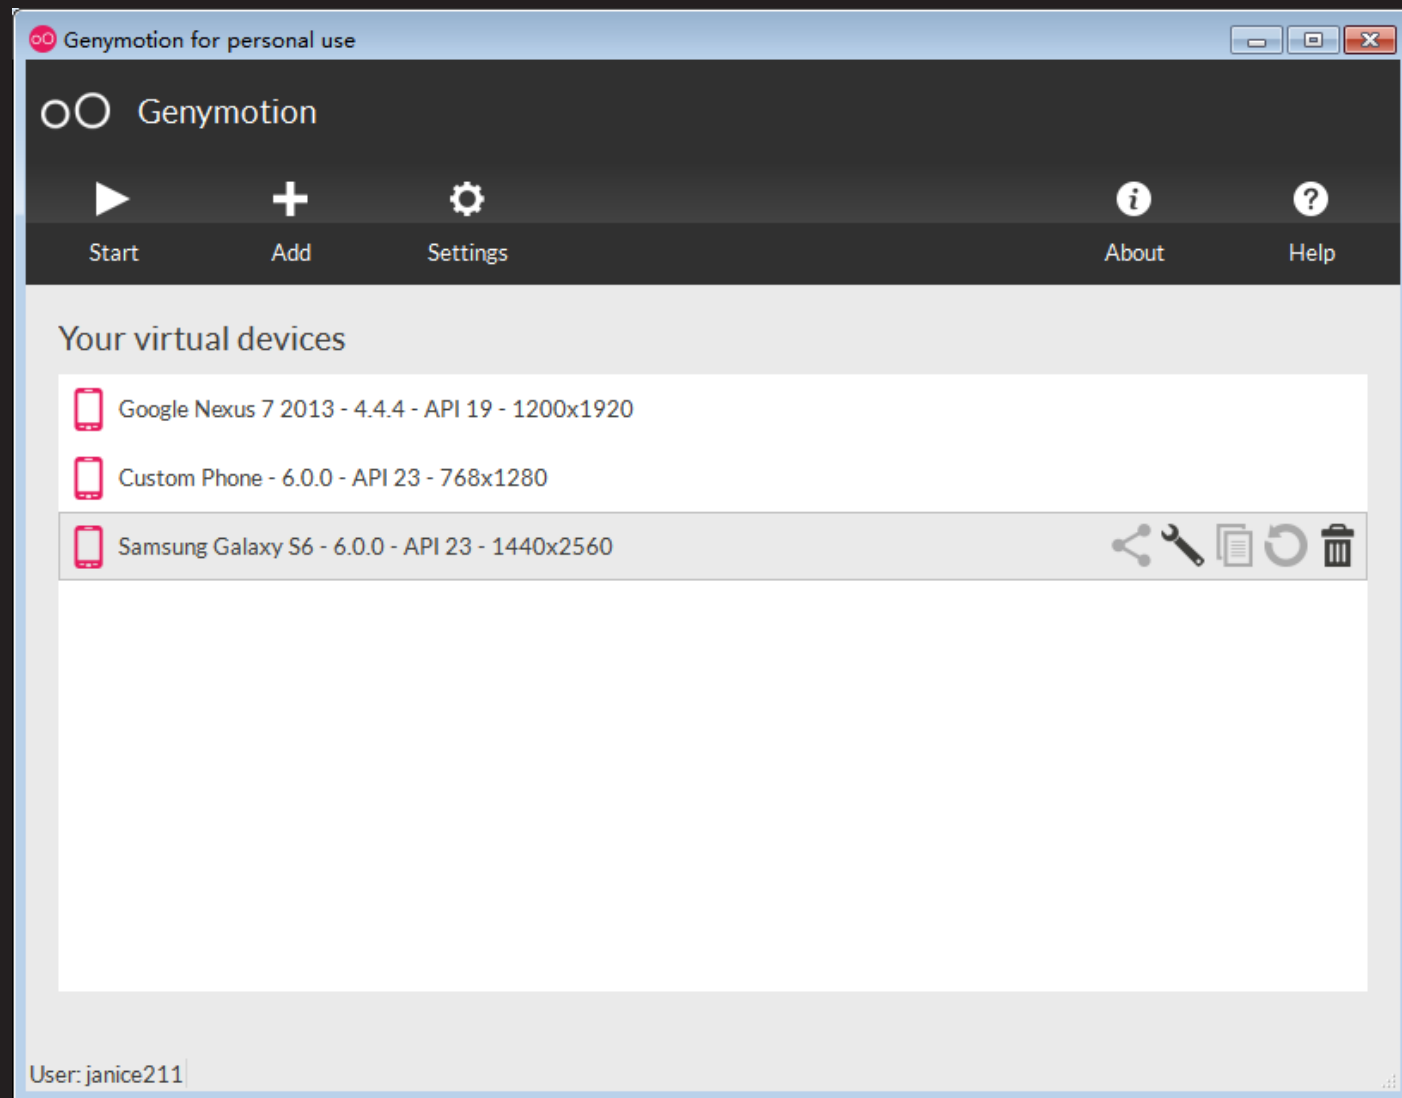 Genymotion for personal use
oO Genymotion
Start Add Settings About Help
Your virtual devices
Google Nexus 7 2013 - 4.4.4 - API 19 - 1200x1920
Custom Phone - 6.0.0 - API 23 - 768x1280
Samsung Galaxy S6 - 6.0.0 - API 23 - 1440x2560
User: janice211